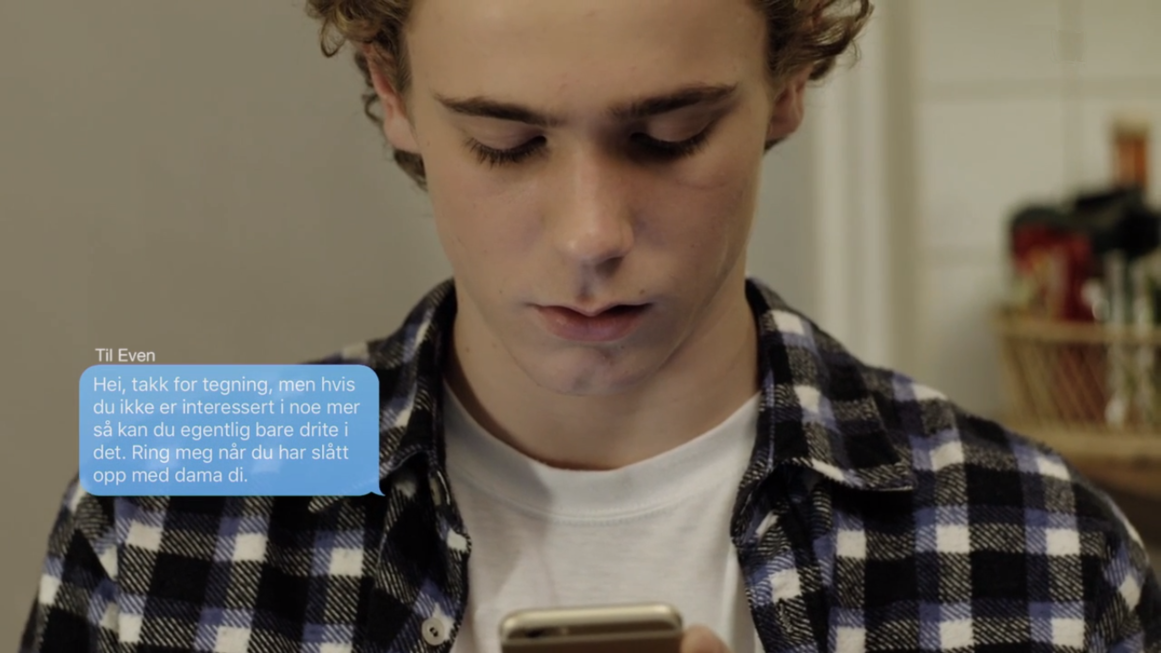 Til Even
Hei, takk for tegning, men hvis
du ikke er interessert i noe mer
så kan du egentlig bare drite i
det. Ring meg når du har slått
opp med dama di.